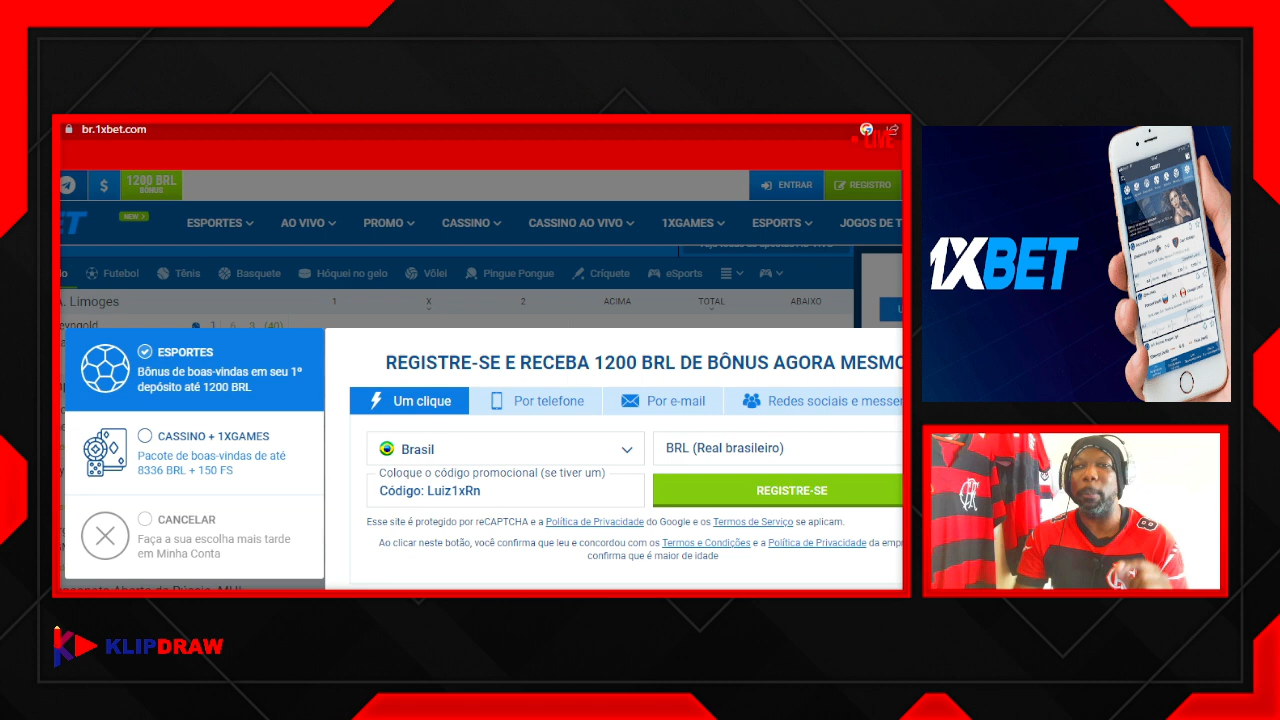 br.1xbet.com
LIVE
$
1200 BRL
BÔNUS
ENTRAR
REGISTRO
NEW >
ESPORTES
AO VIVO
PROMO
CASSINO
CASSINO AO VIVO
1XGAMES
ESPORTS
JOGOS DE T
Futebol
Tênis
Basquete
Hóquei no gelo
Vôlei
Pingue Pongue
Críquete
eSports
A. Limoges
1
X
2
ACIMA
TOTAL
ABAIXO
ESPORTES
Bônus de boas-vindas em seu 1º
depósito até 1200 BRL
CASSINO + 1XGAMES
Pacote de boas-vindas de até
8336 BRL + 150 FS
CANCELAR
Faça a sua escolha mais tarde
em Minha Conta
REGISTRE-SE E RECEBA 1200 BRL DE BÔNUS AGORA MESMO
Um clique
Por telefone
Por e-mail
Redes sociais e messen
Brasil
BRL (Real brasileiro)
Coloque o código promocional (se tiver um)
Código: Luiz1xRn
REGISTRE-SE
Esse site é protegido por reCAPTCHA e a Política de Privacidade do Google e os Termos de Serviço se aplicam.
Ao clicar neste botão, você confirma que leu e concordou com os Termos e Condições e a Política de Privacidade da empr
confirma que é maior de idade
1XBET
KLIPDRAW